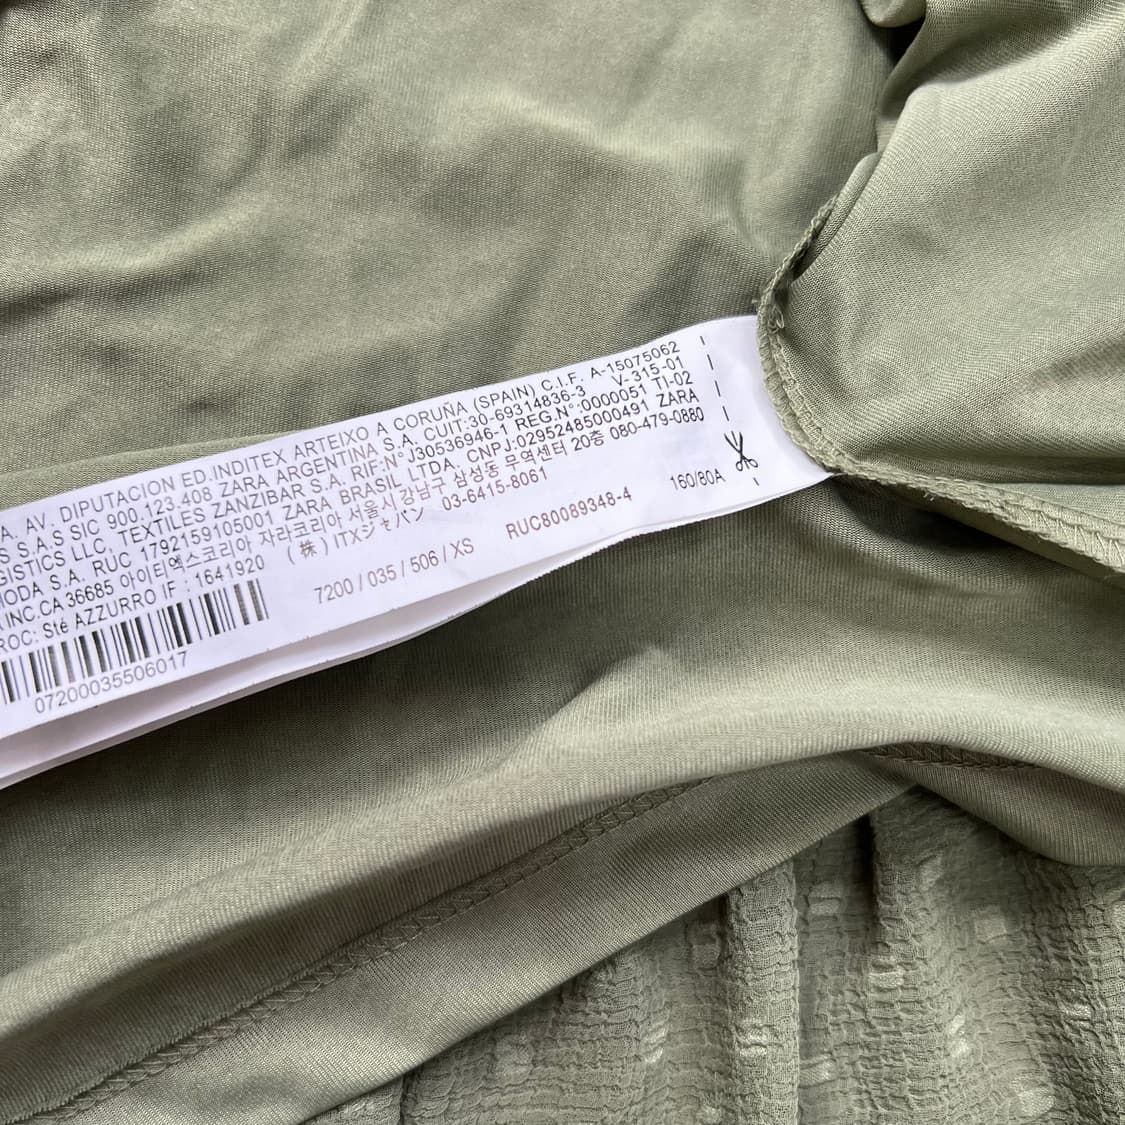 A. AV. DIPUTACION ED.INDITEX ARTEIXO A CORUÑA (SPAIN) C.I.F. A-15075062
S S.A.S SIC 900.123.408 ZARA ARGENTINA S.A. CUIT:30-69314836-3 V-315-01
GISTICS LLC, TEXTILES ZANZIBAR S.A. RIF:N°J30536946-1 REG.N°:0000051 TI-02
MODA S.A. RUC 1792159105001 ZARA BRASIL LTDA, CNPJ:02952485000491 ZARA
INC.CA 36685 아이티엑스코리아 자라코리아 서울시 강남구 삼성동 무역센터 20층 080-479-0880
ROC: Sté AZZURRO IF : 1641920 (株) ITXジャパン 03-6415-8061
RUC80089348-4 160/80A
7200 / 035 / 506 / XS
07200035506017